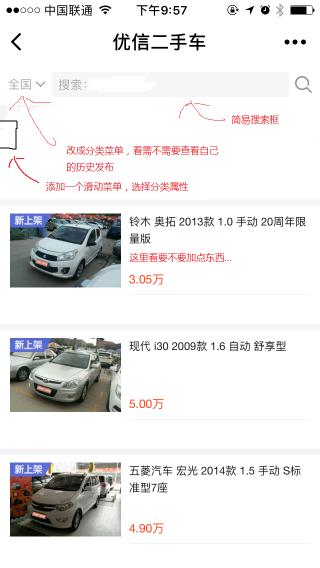 中国联通 下午9:57
优信二手车
全国 搜索:
简易搜索框
改成分类菜单，看需不需要查看自己
的历史发布
添加一个滑动菜单，选择分类属性
新上架
铃木 奥拓 2013款 1.0 手动 20周年限
量版
这里看要不要加点东西...
3.05万
新上架
现代 i30 2009款 1.6 自动 舒享型
5.00万
新上架
五菱汽车 宏光 2014款 1.5 手动 S标
准型7座
4.90万